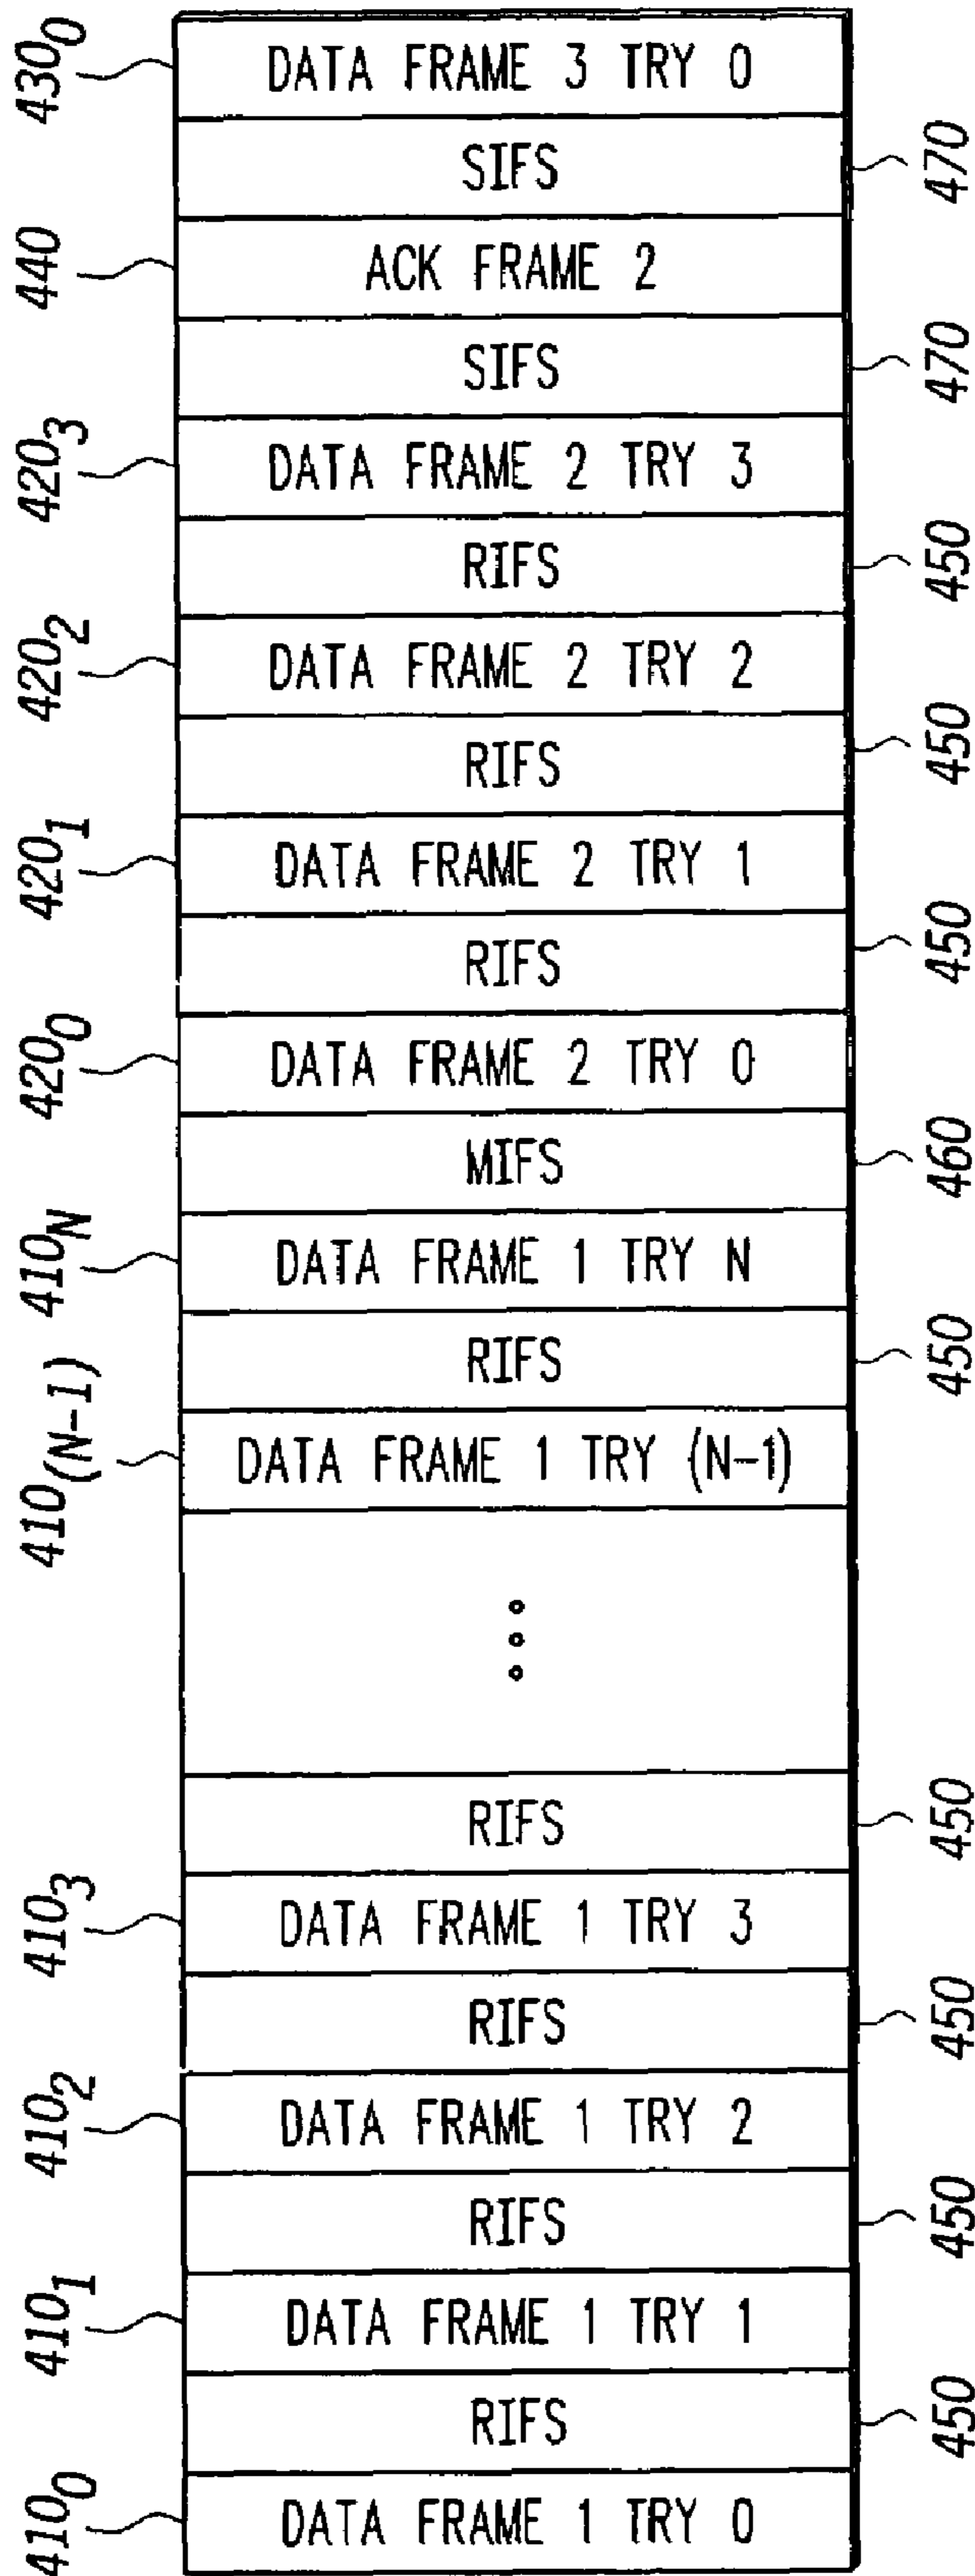 430₀
DATA FRAME 3 TRY 0
SIFS
470
440
ACK FRAME 2
SIFS
470
420₃
DATA FRAME 2 TRY 3
RIFS
450
420₂
DATA FRAME 2 TRY 2
RIFS
450
420₁
DATA FRAME 2 TRY 1
RIFS
450
420₀
DATA FRAME 2 TRY 0
MIFS
460
410N
DATA FRAME 1 TRY N
RIFS
450
410(N-1)
DATA FRAME 1 TRY (N-1)
RIFS
450
410₃
DATA FRAME 1 TRY 3
RIFS
450
410₂
DATA FRAME 1 TRY 2
RIFS
450
410₁
DATA FRAME 1 TRY 1
RIFS
450
410₀
DATA FRAME 1 TRY 0